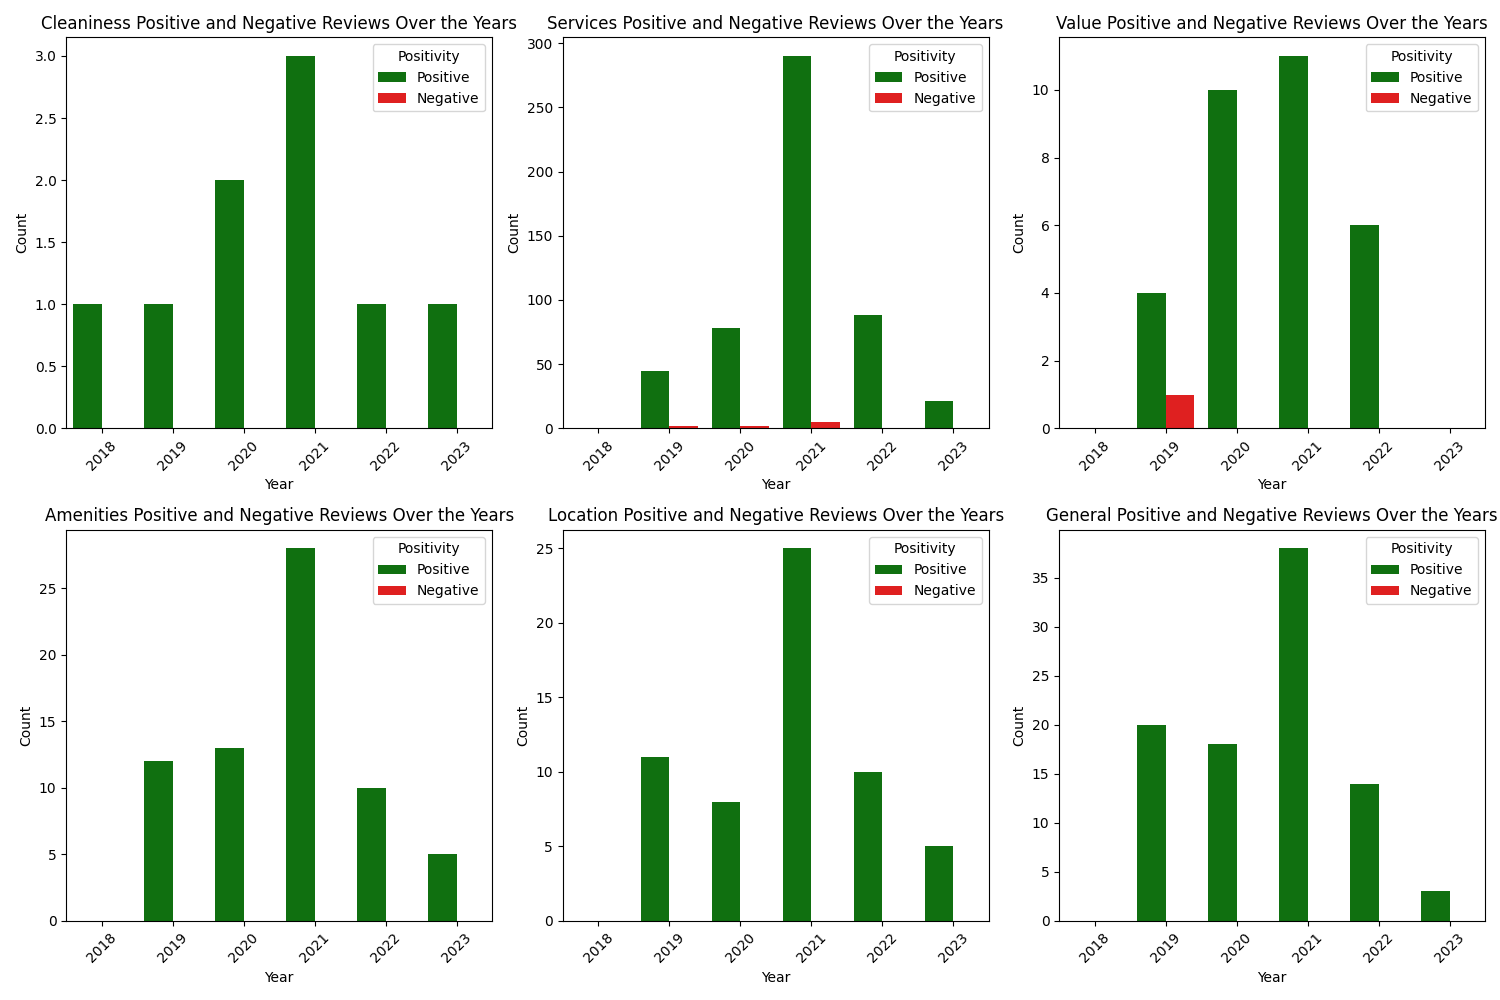 Cleaniness Positive and Negative Reviews Over the Years
Positivity
Positive
Negative
Count
3.0
2.5
2.0
1.5
1.0
0.5
0.0
2018 2019 2020 2021 2022 2023
Year
Services Positive and Negative Reviews Over the Years
Positivity
Positive
Negative
Count
300
250
200
150
100
50
0
2018 2019 2020 2021 2022 2023
Year
Value Positive and Negative Reviews Over the Years
Positivity
Positive
Negative
Count
10
8
6
4
2
0
2018 2019 2020 2021 2022 2023
Year
Amenities Positive and Negative Reviews Over the Years
Positivity
Positive
Negative
Count
25
20
15
10
5
0
2018 2019 2020 2021 2022 2023
Year
Location Positive and Negative Reviews Over the Years
Positivity
Positive
Negative
Count
25
20
15
10
5
0
2018 2019 2020 2021 2022 2023
Year
General Positive and Negative Reviews Over the Years
Positivity
Positive
Negative
Count
35
30
25
20
15
10
5
0
2018 2019 2020 2021 2022 2023
Year